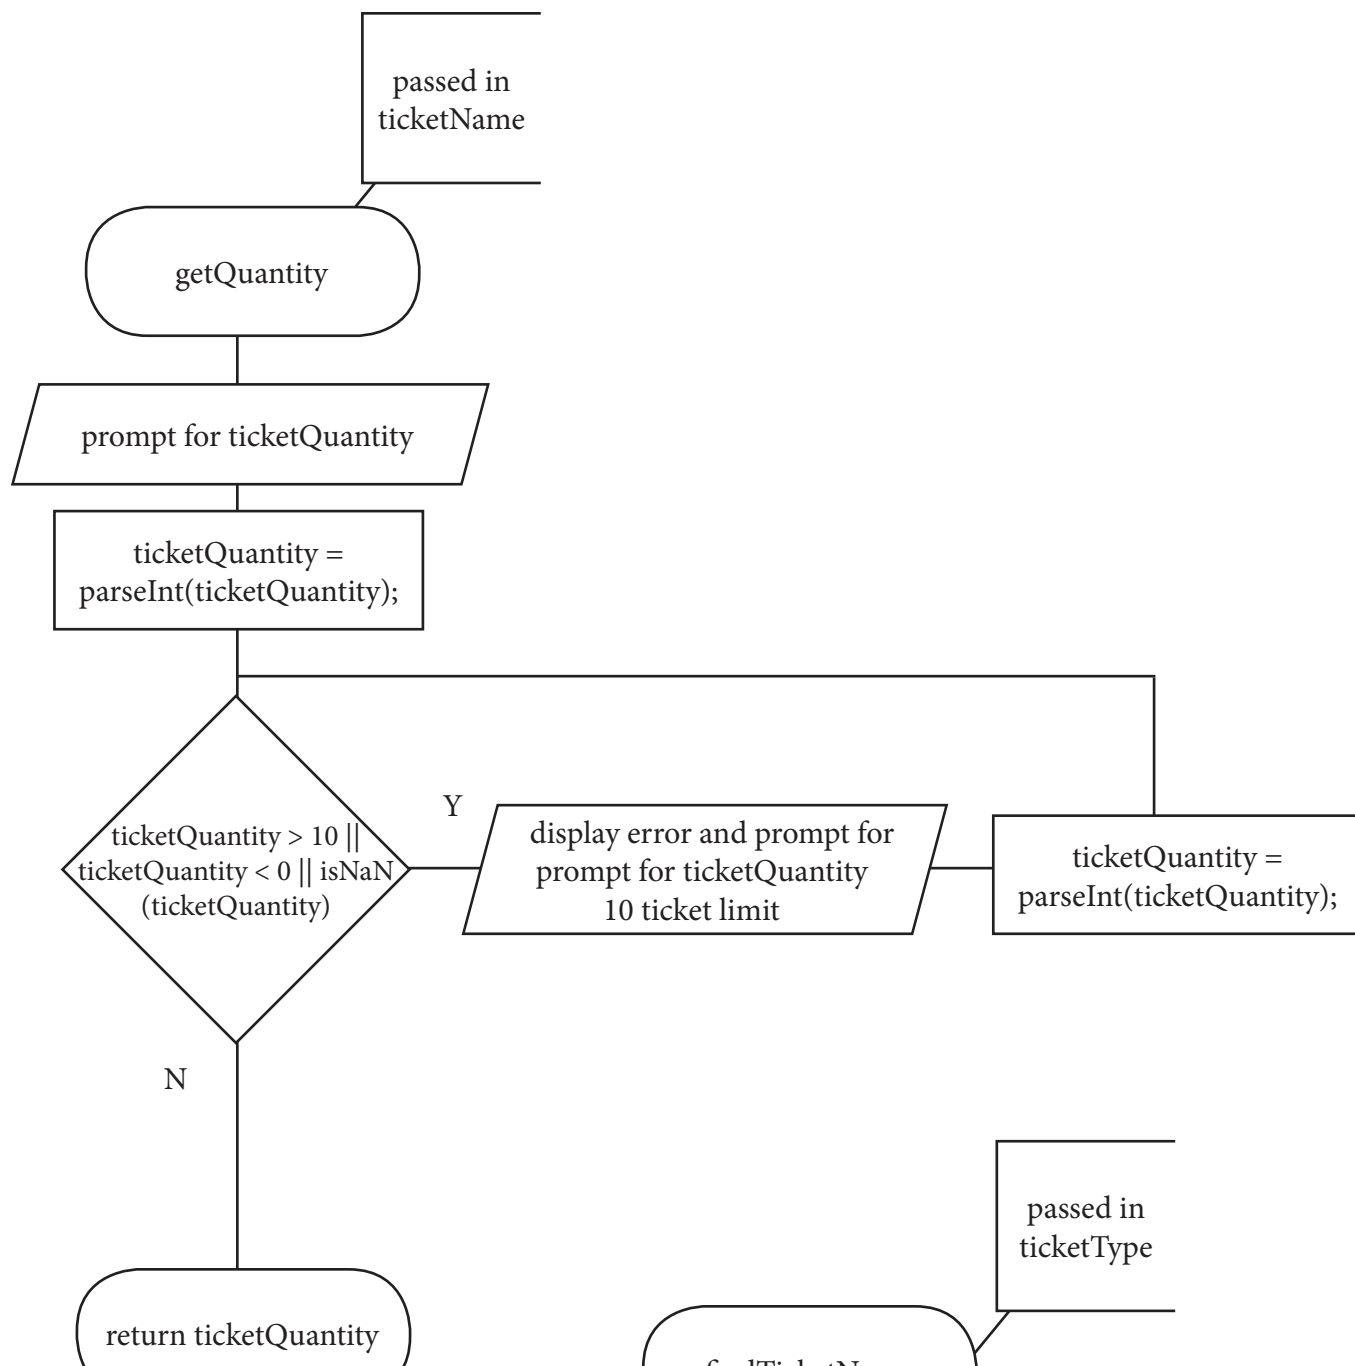 passed in
ticketName
getQuantity
prompt for ticketQuantity
ticketQuantity =
parseInt(ticketQuantity);
ticketQuantity > 10 ||
ticketQuantity < 0 || isNaN
(ticketQuantity)
Y
display error and prompt for
prompt for ticketQuantity
10 ticket limit
ticketQuantity =
parseInt(ticketQuantity);
N
passed in
ticketType
return ticketQuantity